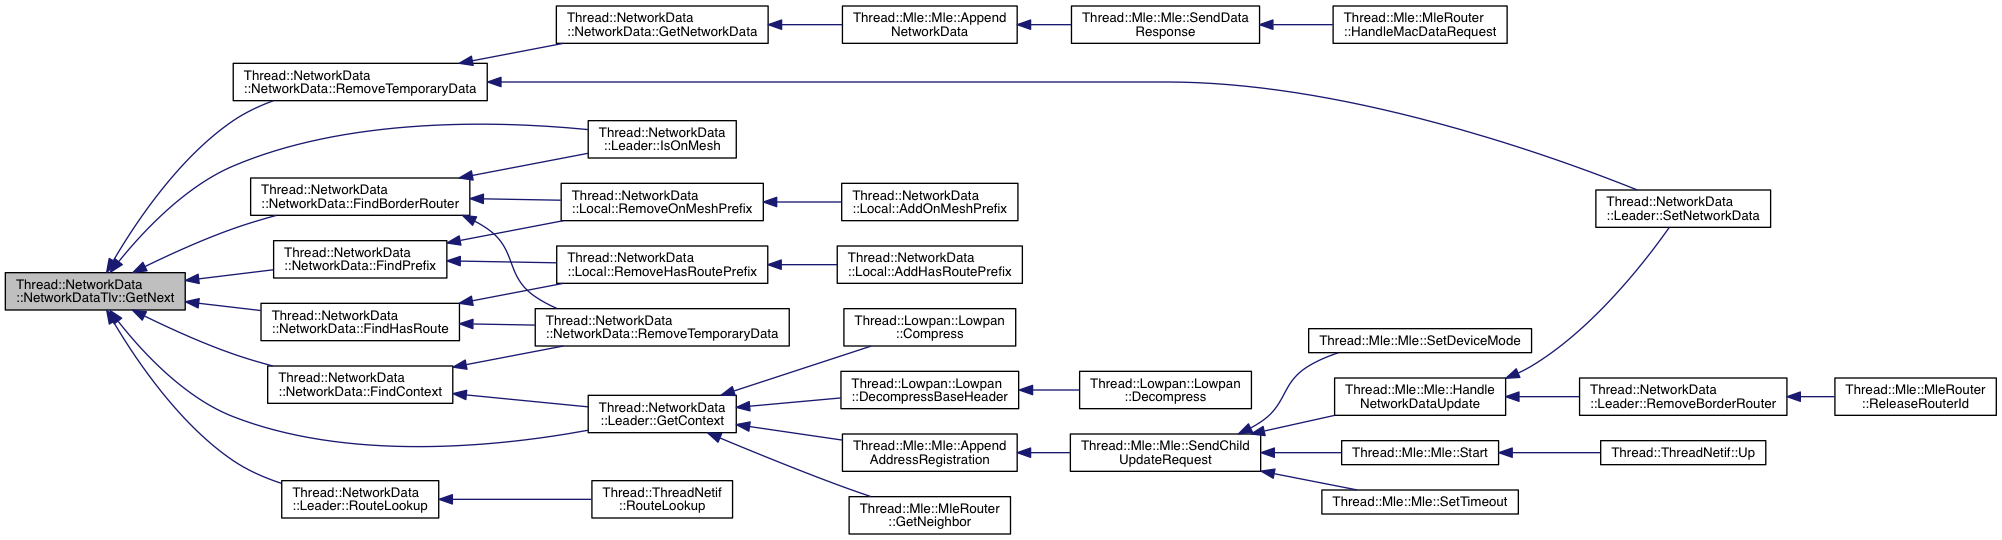 Thread::NetworkData
::NetworkData::GetNetworkData
Thread::Mle::Mle::Append
NetworkData
Thread::Mle::Mle::SendData
Response
Thread::Mle::MleRouter
::HandleMacDataRequest
Thread::NetworkData
::NetworkData::RemoveTemporaryData
Thread::NetworkData
::Leader::IsOnMesh
Thread::NetworkData
::NetworkData::FindBorderRouter
Thread::NetworkData
::Local::RemoveOnMeshPrefix
Thread::NetworkData
::Local::AddOnMeshPrefix
Thread::NetworkData
::Leader::SetNetworkData
Thread::NetworkData
::NetworkData::FindPrefix
Thread::NetworkData
::Local::RemoveHasRoutePrefix
Thread::NetworkData
::Local::AddHasRoutePrefix
Thread::NetworkData
::NetworkDataTlv::GetNext
Thread::NetworkData
::NetworkData::FindHasRoute
Thread::NetworkData
::NetworkData::RemoveTemporaryData
Thread::Lowpan::Lowpan
::Compress
Thread::Mle::Mle::SetDeviceMode
Thread::NetworkData
::NetworkData::FindContext
Thread::Lowpan::Lowpan
::DecompressBaseHeader
Thread::Lowpan::Lowpan
::Decompress
Thread::Mle::Mle::Handle
NetworkDataUpdate
Thread::NetworkData
::Leader::RemoveBorderRouter
Thread::Mle::MleRouter
::ReleaseRouterId
Thread::NetworkData
::Leader::GetContext
Thread::Mle::Mle::Append
AddressRegistration
Thread::Mle::Mle::SendChild
UpdateRequest
Thread::Mle::Mle::Start
Thread::ThreadNetif::Up
Thread::NetworkData
::Leader::RouteLookup
Thread::ThreadNetif
::RouteLookup
Thread::Mle::MleRouter
::GetNeighbor
Thread::Mle::Mle::SetTimeout